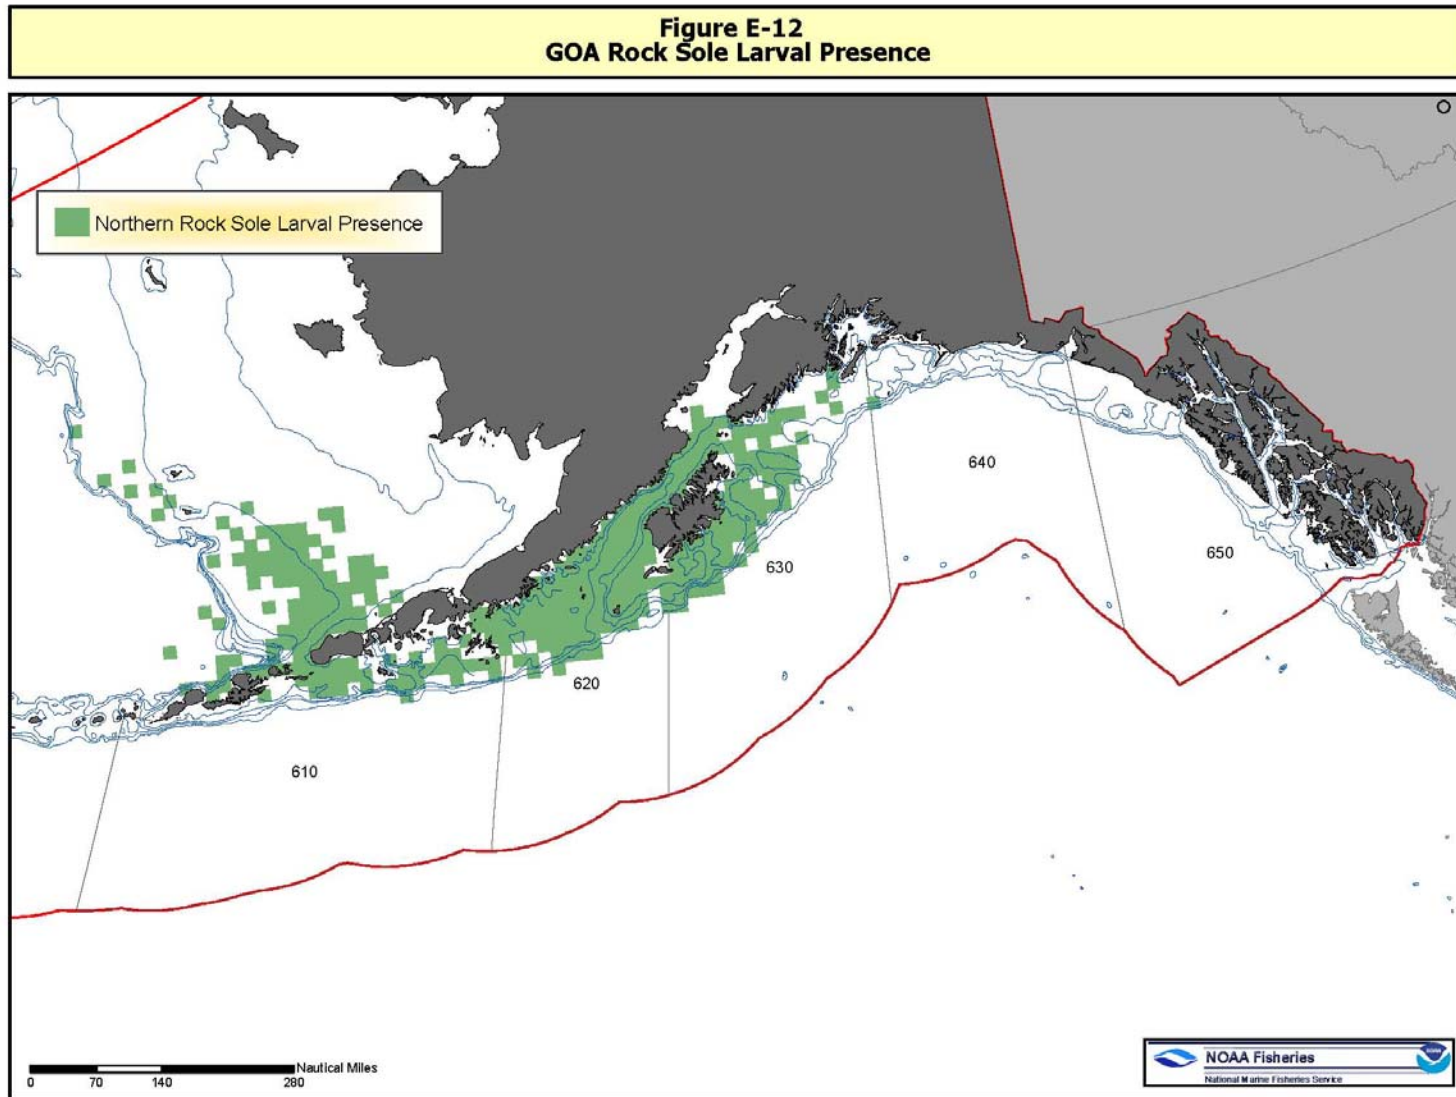 Figure E-12
GOA Rock Sole Larval Presence
Northern Rock Sole Larval Presence
640
650
630
620
610
Nautical Miles
0 70 140 280
NOAA Fisheries
National Marine Fisheries Service